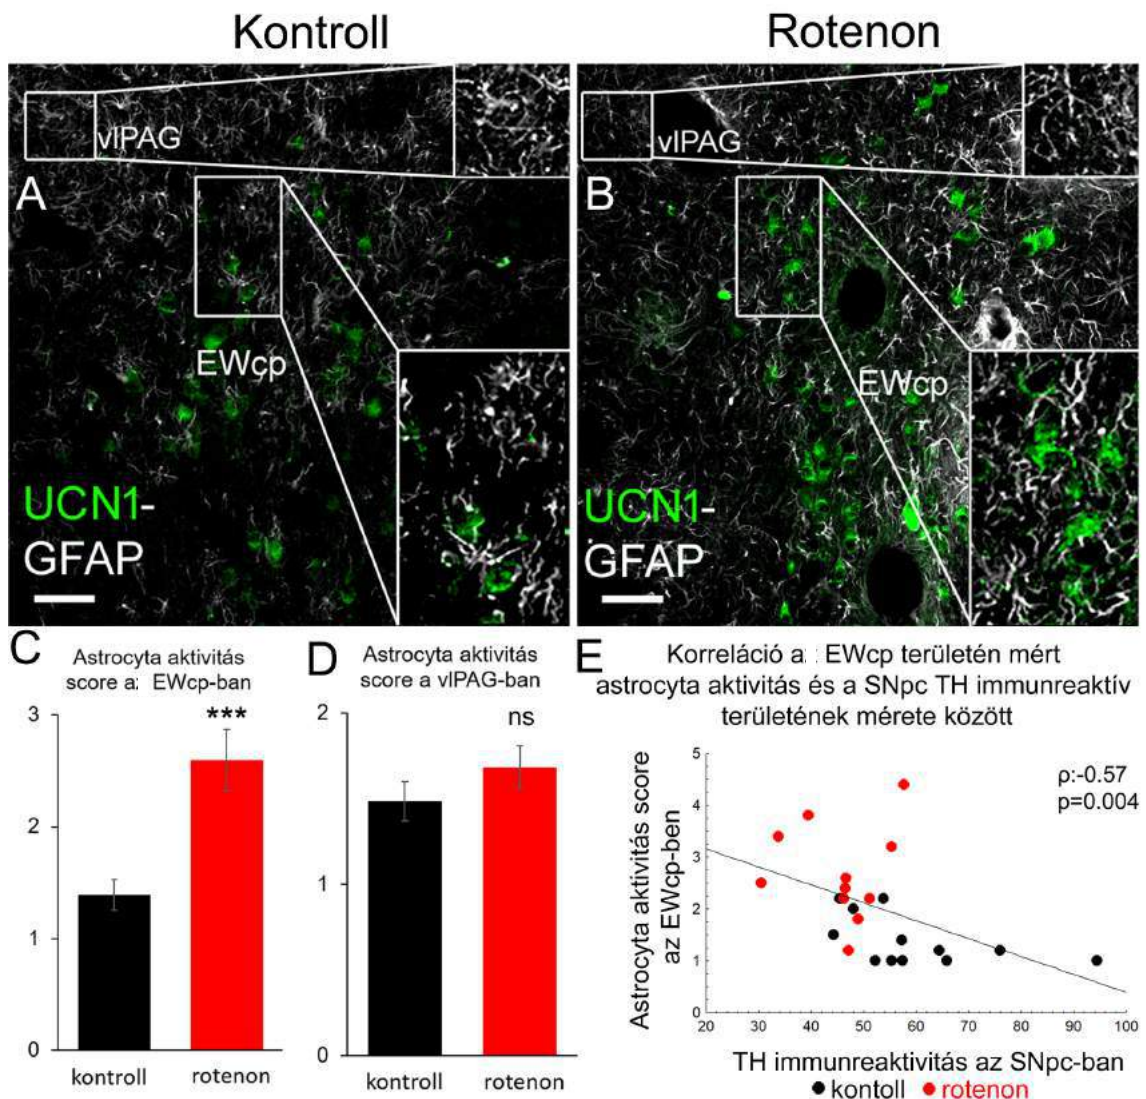 Kontroll
Rotenon
vlPAG
A
EWcp
UCN1-
GFAP
vlPAG
B
EWcp
UCN1-
GFAP
C
Astrocyta aktivitás
score a: EWcp-ban
3
***
2
1
0
kontroll
rotenon
D
Astrocyta aktivitás
score a vlPAG-ban
2
ns
1
0
kontroll
rotenon
E
Korreláció a : EWcp területén mért
astrocyta aktivitás és a SNpc TH immunreaktív
területének mérete között
ρ:-0.57
p=0.004
Astrocyta aktivitás score
az EWcp-ben
5
4
3
2
1
0
20 30 40 50 60 70 80 90 100
TH immunreaktivitás az SNpc-ban
kontoll rotenon